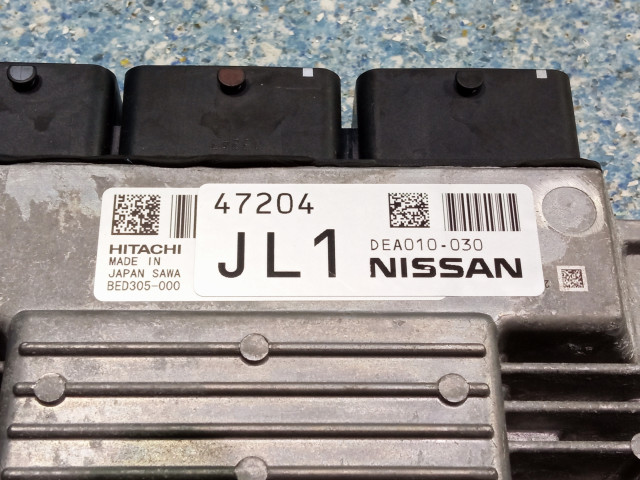 HITACHI
MADE IN
JAPAN SAWA
BED305-000
47204
JL1
DEA010-030
NISSAN